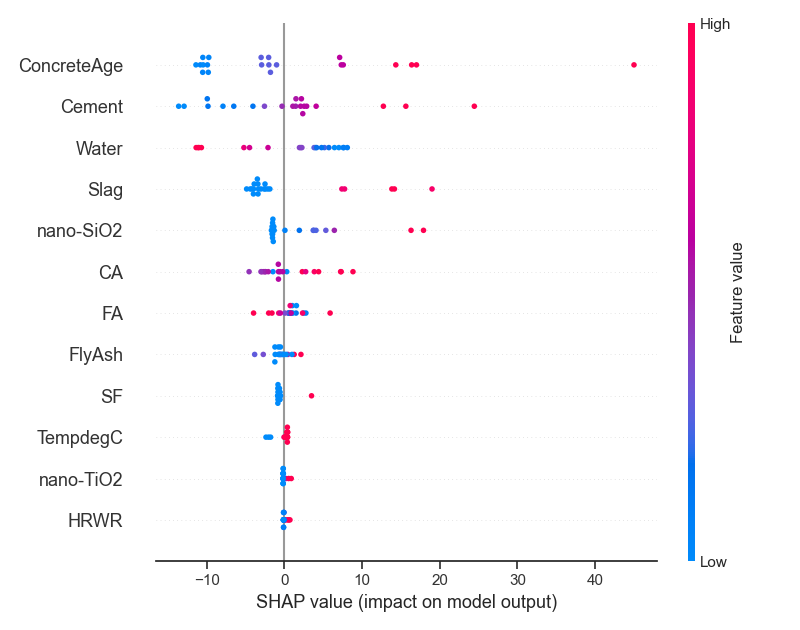 High
ConcreteAge
Cement
Water
Slag
nano-SiO2
CA
FA
FlyAsh
SF
TempdegC
nano-TiO2
HRWR
Feature value
Low
−10 0 10 20 30 40
SHAP value (impact on model output)